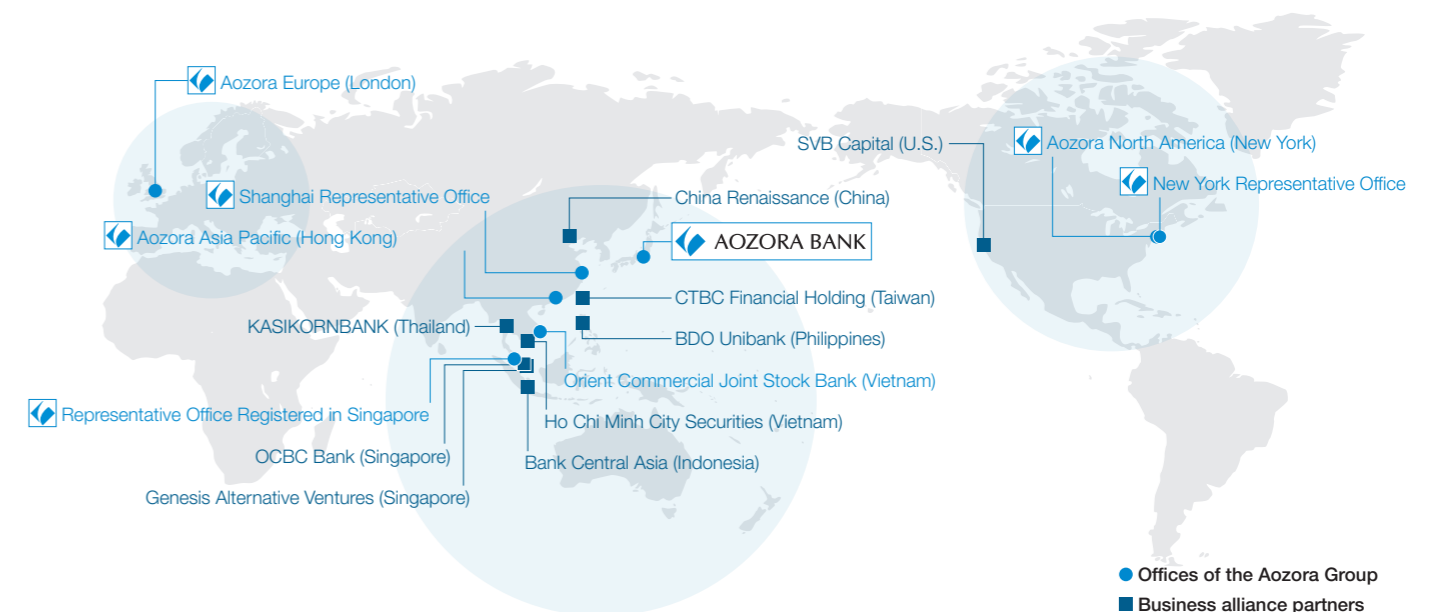 Aozora Europe (London)
SVB Capital (U.S.)
Aozora North America (New York)
New York Representative Office
Shanghai Representative Office
China Renaissance (China)
Aozora Asia Pacific (Hong Kong)
AOZORA BANK
CTBC Financial Holding (Taiwan)
KASIKORNBANK (Thailand)
BDO Unibank (Philippines)
Orient Commercial Joint Stock Bank (Vietnam)
Representative Office Registered in Singapore
Ho Chi Minh City Securities (Vietnam)
OCBC Bank (Singapore)
Bank Central Asia (Indonesia)
Genesis Alternative Ventures (Singapore)
Offices of the Aozora Group
Business alliance partners